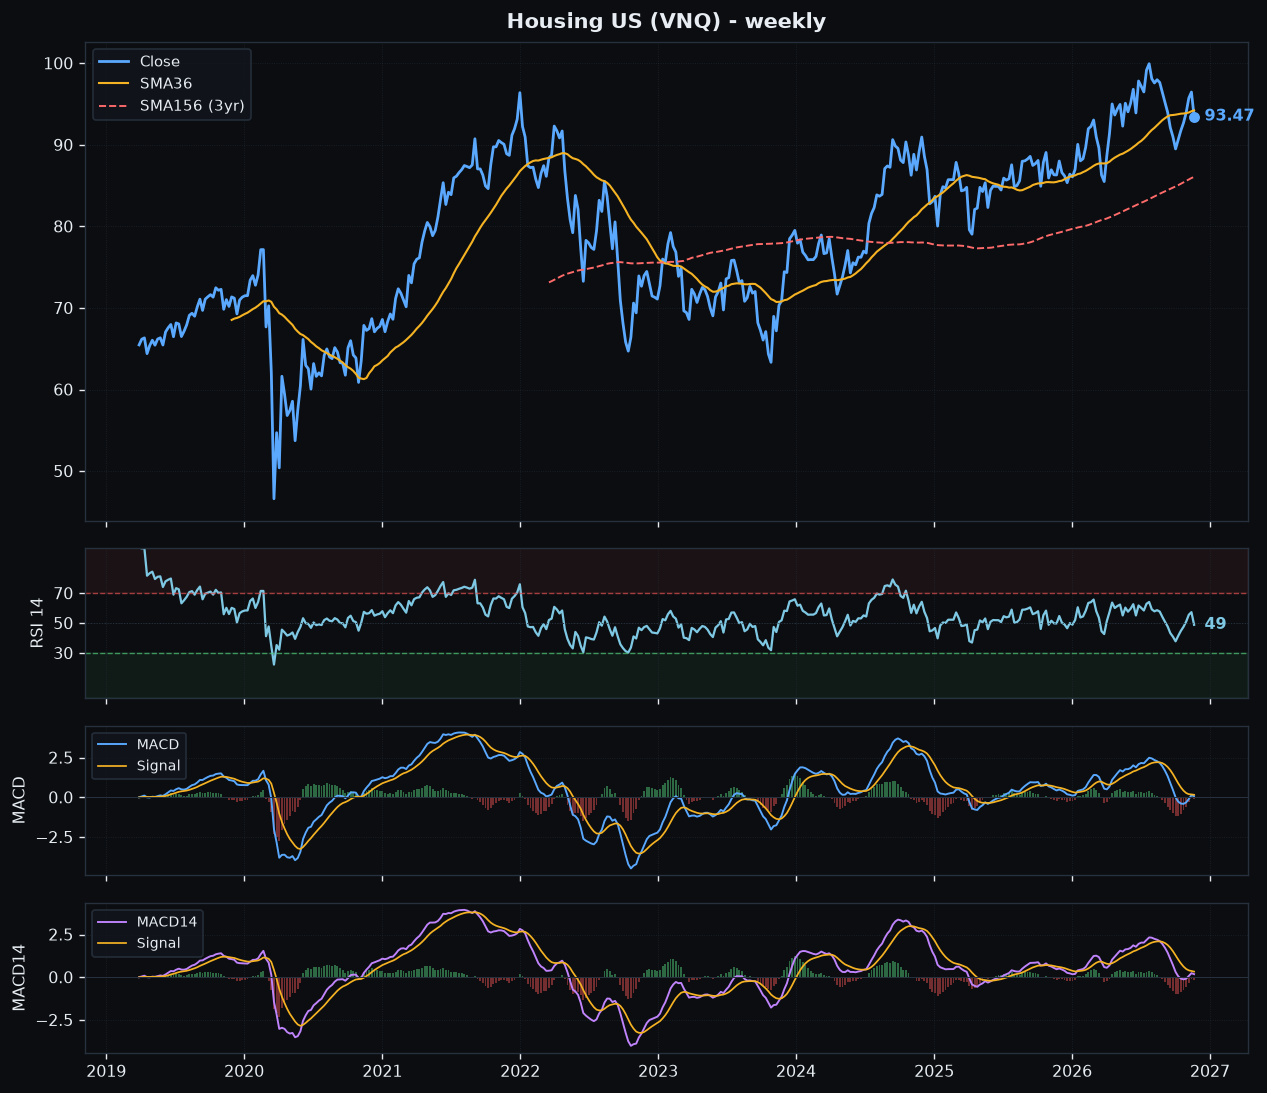 Housing US (VNQ) - weekly
Close
SMA36
SMA156 (3yr)
100
90
80
70
60
50
93.47
RSI 14
70
50
30
49
MACD
Signal
MACD
2.5
0.0
−2.5
MACD14
Signal
MACD14
2.5
0.0
−2.5
2019
2020
2021
2022
2023
2024
2025
2026
2027